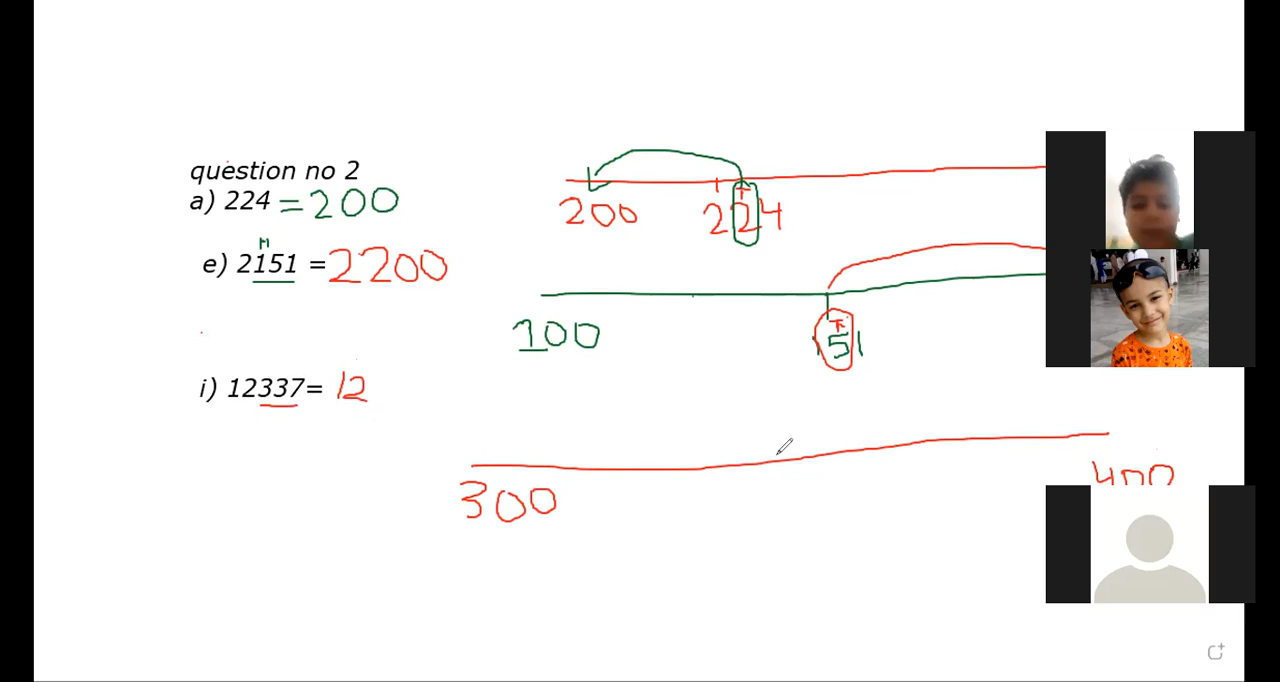 question no 2
a) 224 = 200
H
e) 2151 = 2200
i) 12337= 12
200 224
T
100 151
T
300 400